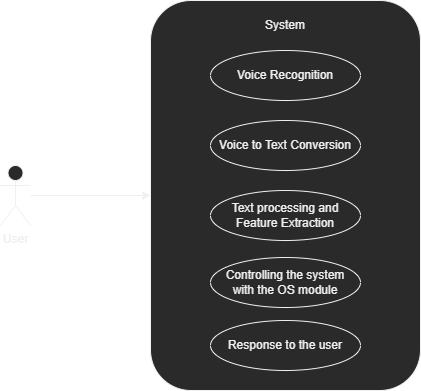 System
Voice Recognition
Voice to Text Conversion
Text processing and
Feature Extraction
Controlling the system
with the OS module
Response to the user
User